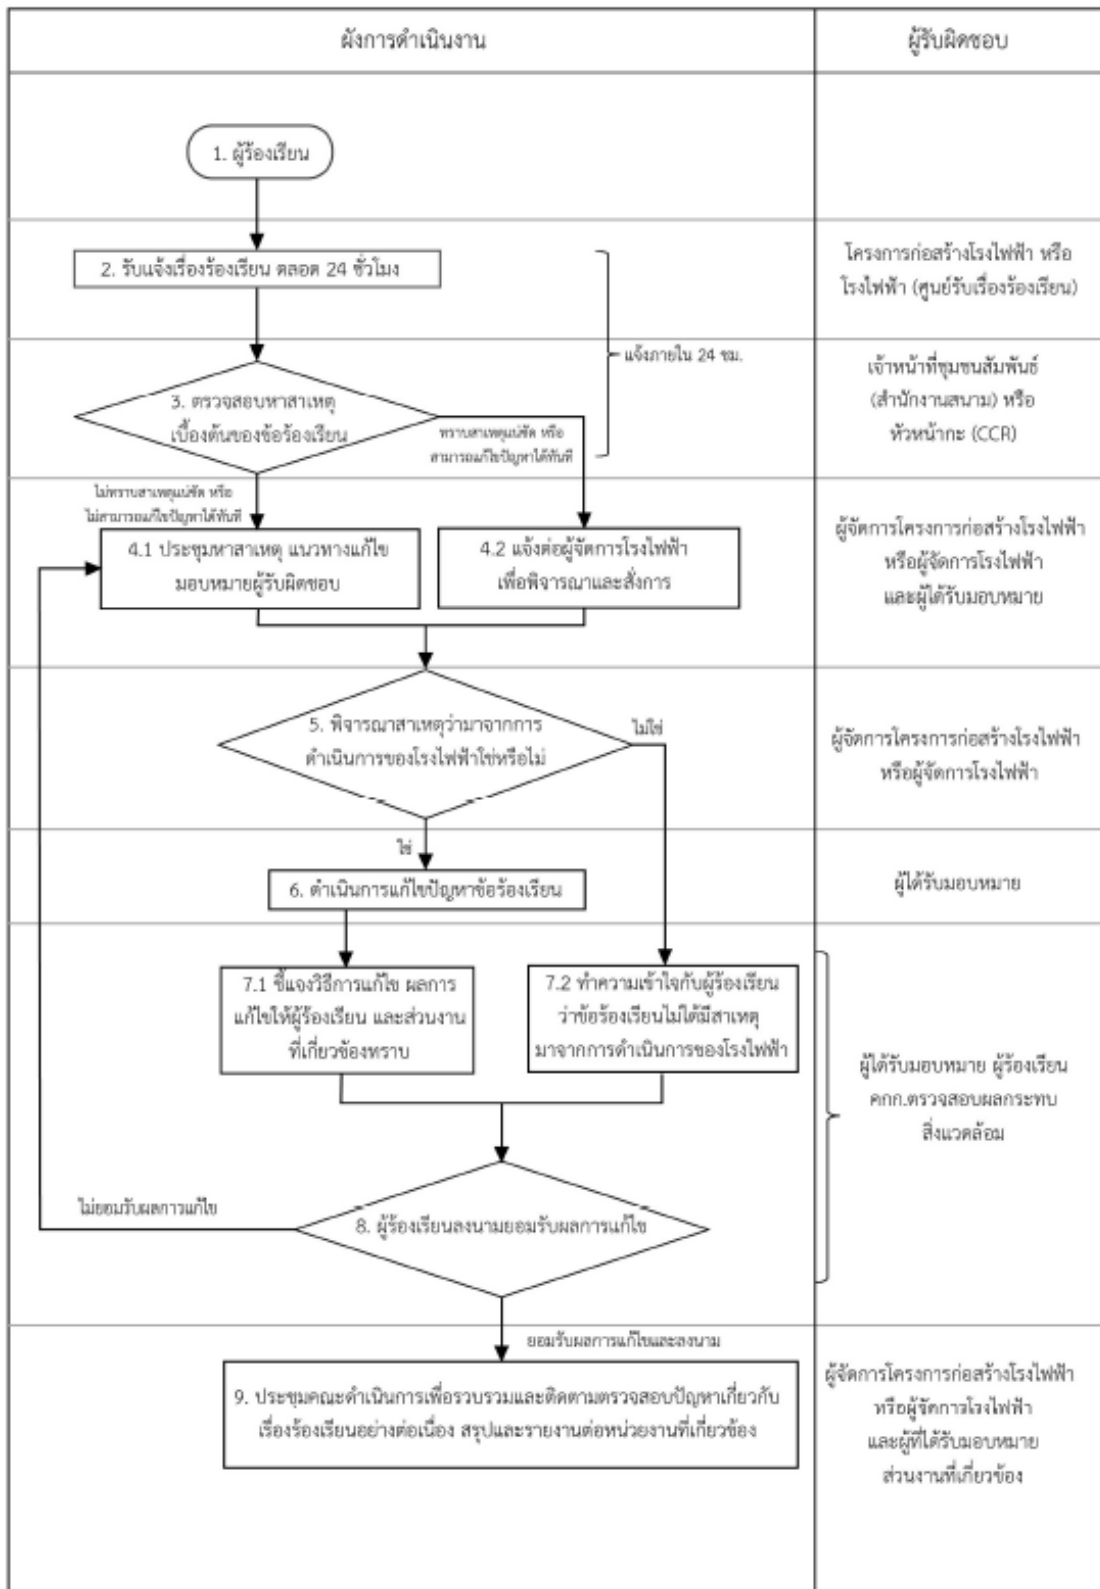 ผังการดำเนินงาน
ผู้รับผิดชอบ
1. ผู้ร้องเรียน
2. รับแจ้งเรื่องร้องเรียน ตลอด 24 ชั่วโมง
โครงการก่อสร้างโรงไฟฟ้า หรือ
โรงไฟฟ้า (ศูนย์รับเรื่องร้องเรียน)
แจ้งภายใน 24 ชม.
3. ตรวจสอบหาสาเหตุ
เบื้องต้นของข้อร้องเรียน
ทราบสาเหตุแน่ชัด หรือ
สามารถแก้ไขปัญหาได้ทันที
เจ้าหน้าที่ชุมชนสัมพันธ์
(สำนักงานสนาม) หรือ
หัวหน้ากะ (CCR)
ไม่ทราบสาเหตุแน่ชัด หรือ
ไม่สามารถแก้ไขปัญหาได้ทันที
4.1 ประชุมหาสาเหตุ แนวทางแก้ไข
มอบหมายผู้รับผิดชอบ
4.2 แจ้งต่อผู้จัดการโรงไฟฟ้า
เพื่อพิจารณาและสั่งการ
ผู้จัดการโครงการก่อสร้างโรงไฟฟ้า
หรือผู้จัดการโรงไฟฟ้า
และผู้ได้รับมอบหมาย
5. พิจารณาสาเหตุว่ามาจากการ
ดำเนินการของโรงไฟฟ้าใช่หรือไม่
ไม่ใช่
ผู้จัดการโครงการก่อสร้างโรงไฟฟ้า
หรือผู้จัดการโรงไฟฟ้า
ใช่
6. ดำเนินการแก้ไขปัญหาข้อร้องเรียน
ผู้ได้รับมอบหมาย
7.1 ชี้แจงวิธีการแก้ไข ผลการ
แก้ไขให้ผู้ร้องเรียน และส่วนงาน
ที่เกี่ยวข้องทราบ
7.2 ทำความเข้าใจกับผู้ร้องเรียน
ว่าข้อร้องเรียนไม่ได้มีสาเหตุ
มาจากการดำเนินการของโรงไฟฟ้า
ผู้ได้รับมอบหมาย ผู้ร้องเรียน
คกก.ตรวจสอบผลกระทบ
สิ่งแวดล้อม
ไม่ยอมรับผลการแก้ไข
8. ผู้ร้องเรียนลงนามยอมรับผลการแก้ไข
ยอมรับผลการแก้ไขและลงนาม
9. ประชุมคณะดำเนินการเพื่อรวบรวมและติดตามตรวจสอบปัญหาเกี่ยวกับ
เรื่องร้องเรียนอย่างต่อเนื่อง สรุปและรายงานต่อหน่วยงานที่เกี่ยวข้อง
ผู้จัดการโครงการก่อสร้างโรงไฟฟ้า
หรือผู้จัดการโรงไฟฟ้า
และผู้ที่ได้รับมอบหมาย
ส่วนงานที่เกี่ยวข้อง